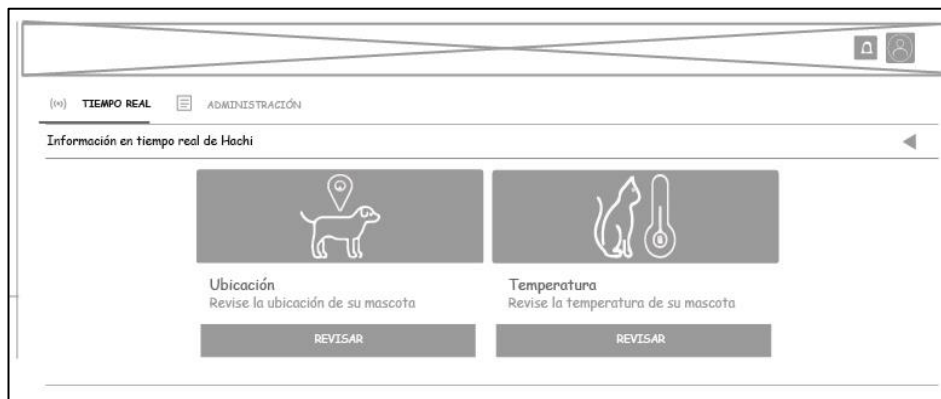 TIEMPO REAL ADMINISTRACIÓN
Información en tiempo real de Hachi
Ubicación
Revise la ubicación de su mascota
REVISAR
Temperatura
Revise la temperatura de su mascota
REVISAR